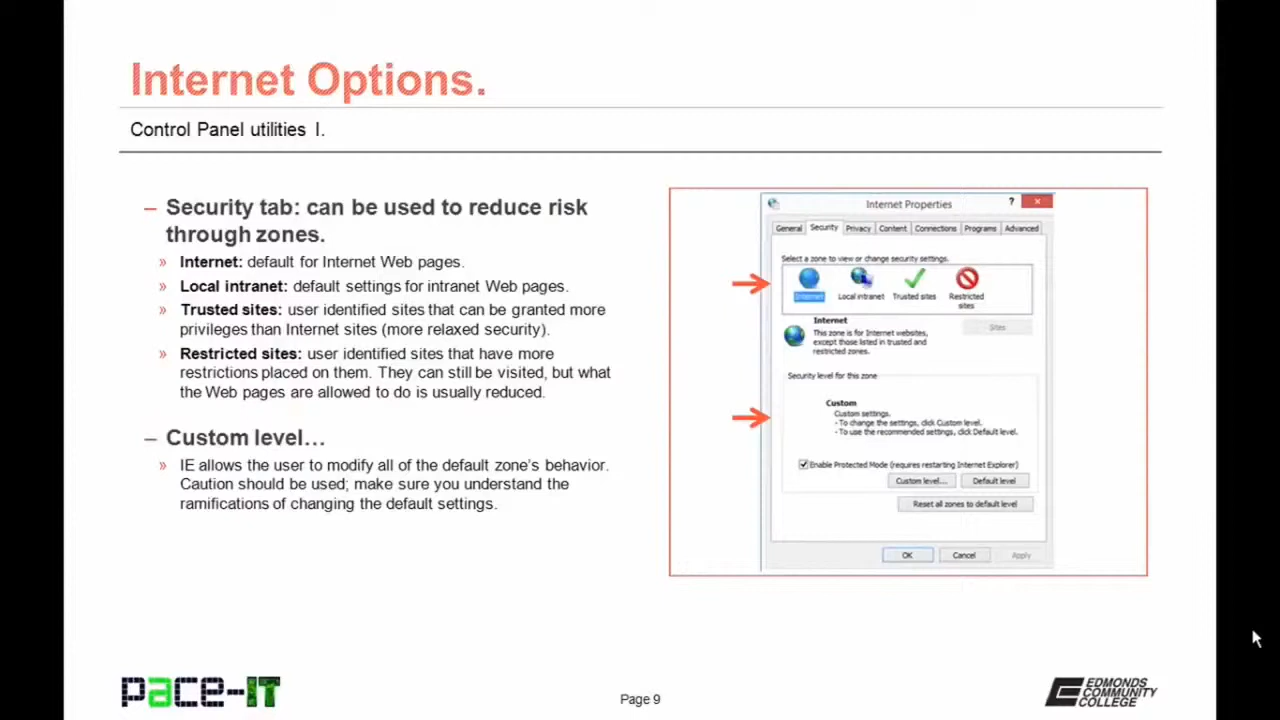 Internet Options.
Control Panel utilities I.
– Security tab: can be used to reduce risk
through zones.
» Internet: default for Internet Web pages.
» Local intranet: default settings for intranet Web pages.
» Trusted sites: user identified sites that can be granted more
privileges than Internet sites (more relaxed security).
» Restricted sites: user identified sites that have more
restrictions placed on them. They can still be visited, but what
the Web pages are allowed to do is usually reduced.
– Custom level…
» IE allows the user to modify all of the default zone's behavior.
Caution should be used; make sure you understand the
ramifications of changing the default settings.
Internet Properties
?
General Security Privacy Content Connections Programs Advanced
Select a zone to view or change security settings.
Internet Local intranet Trusted sites Restricted
sites
Internet
Sites
This zone is for Internet websites,
except those listed in trusted and
restricted zones.
Security level for this zone
Custom
Custom settings.
- To change the settings, click Custom level.
- To use the recommended settings, click Default level.
Enable Protected Mode (requires restarting Internet Explorer)
Custom level... Default level
Reset all zones to default level
OK Cancel Apply
pace-IT
Page 9
EDMONDS
COMMUNITY
COLLEGE